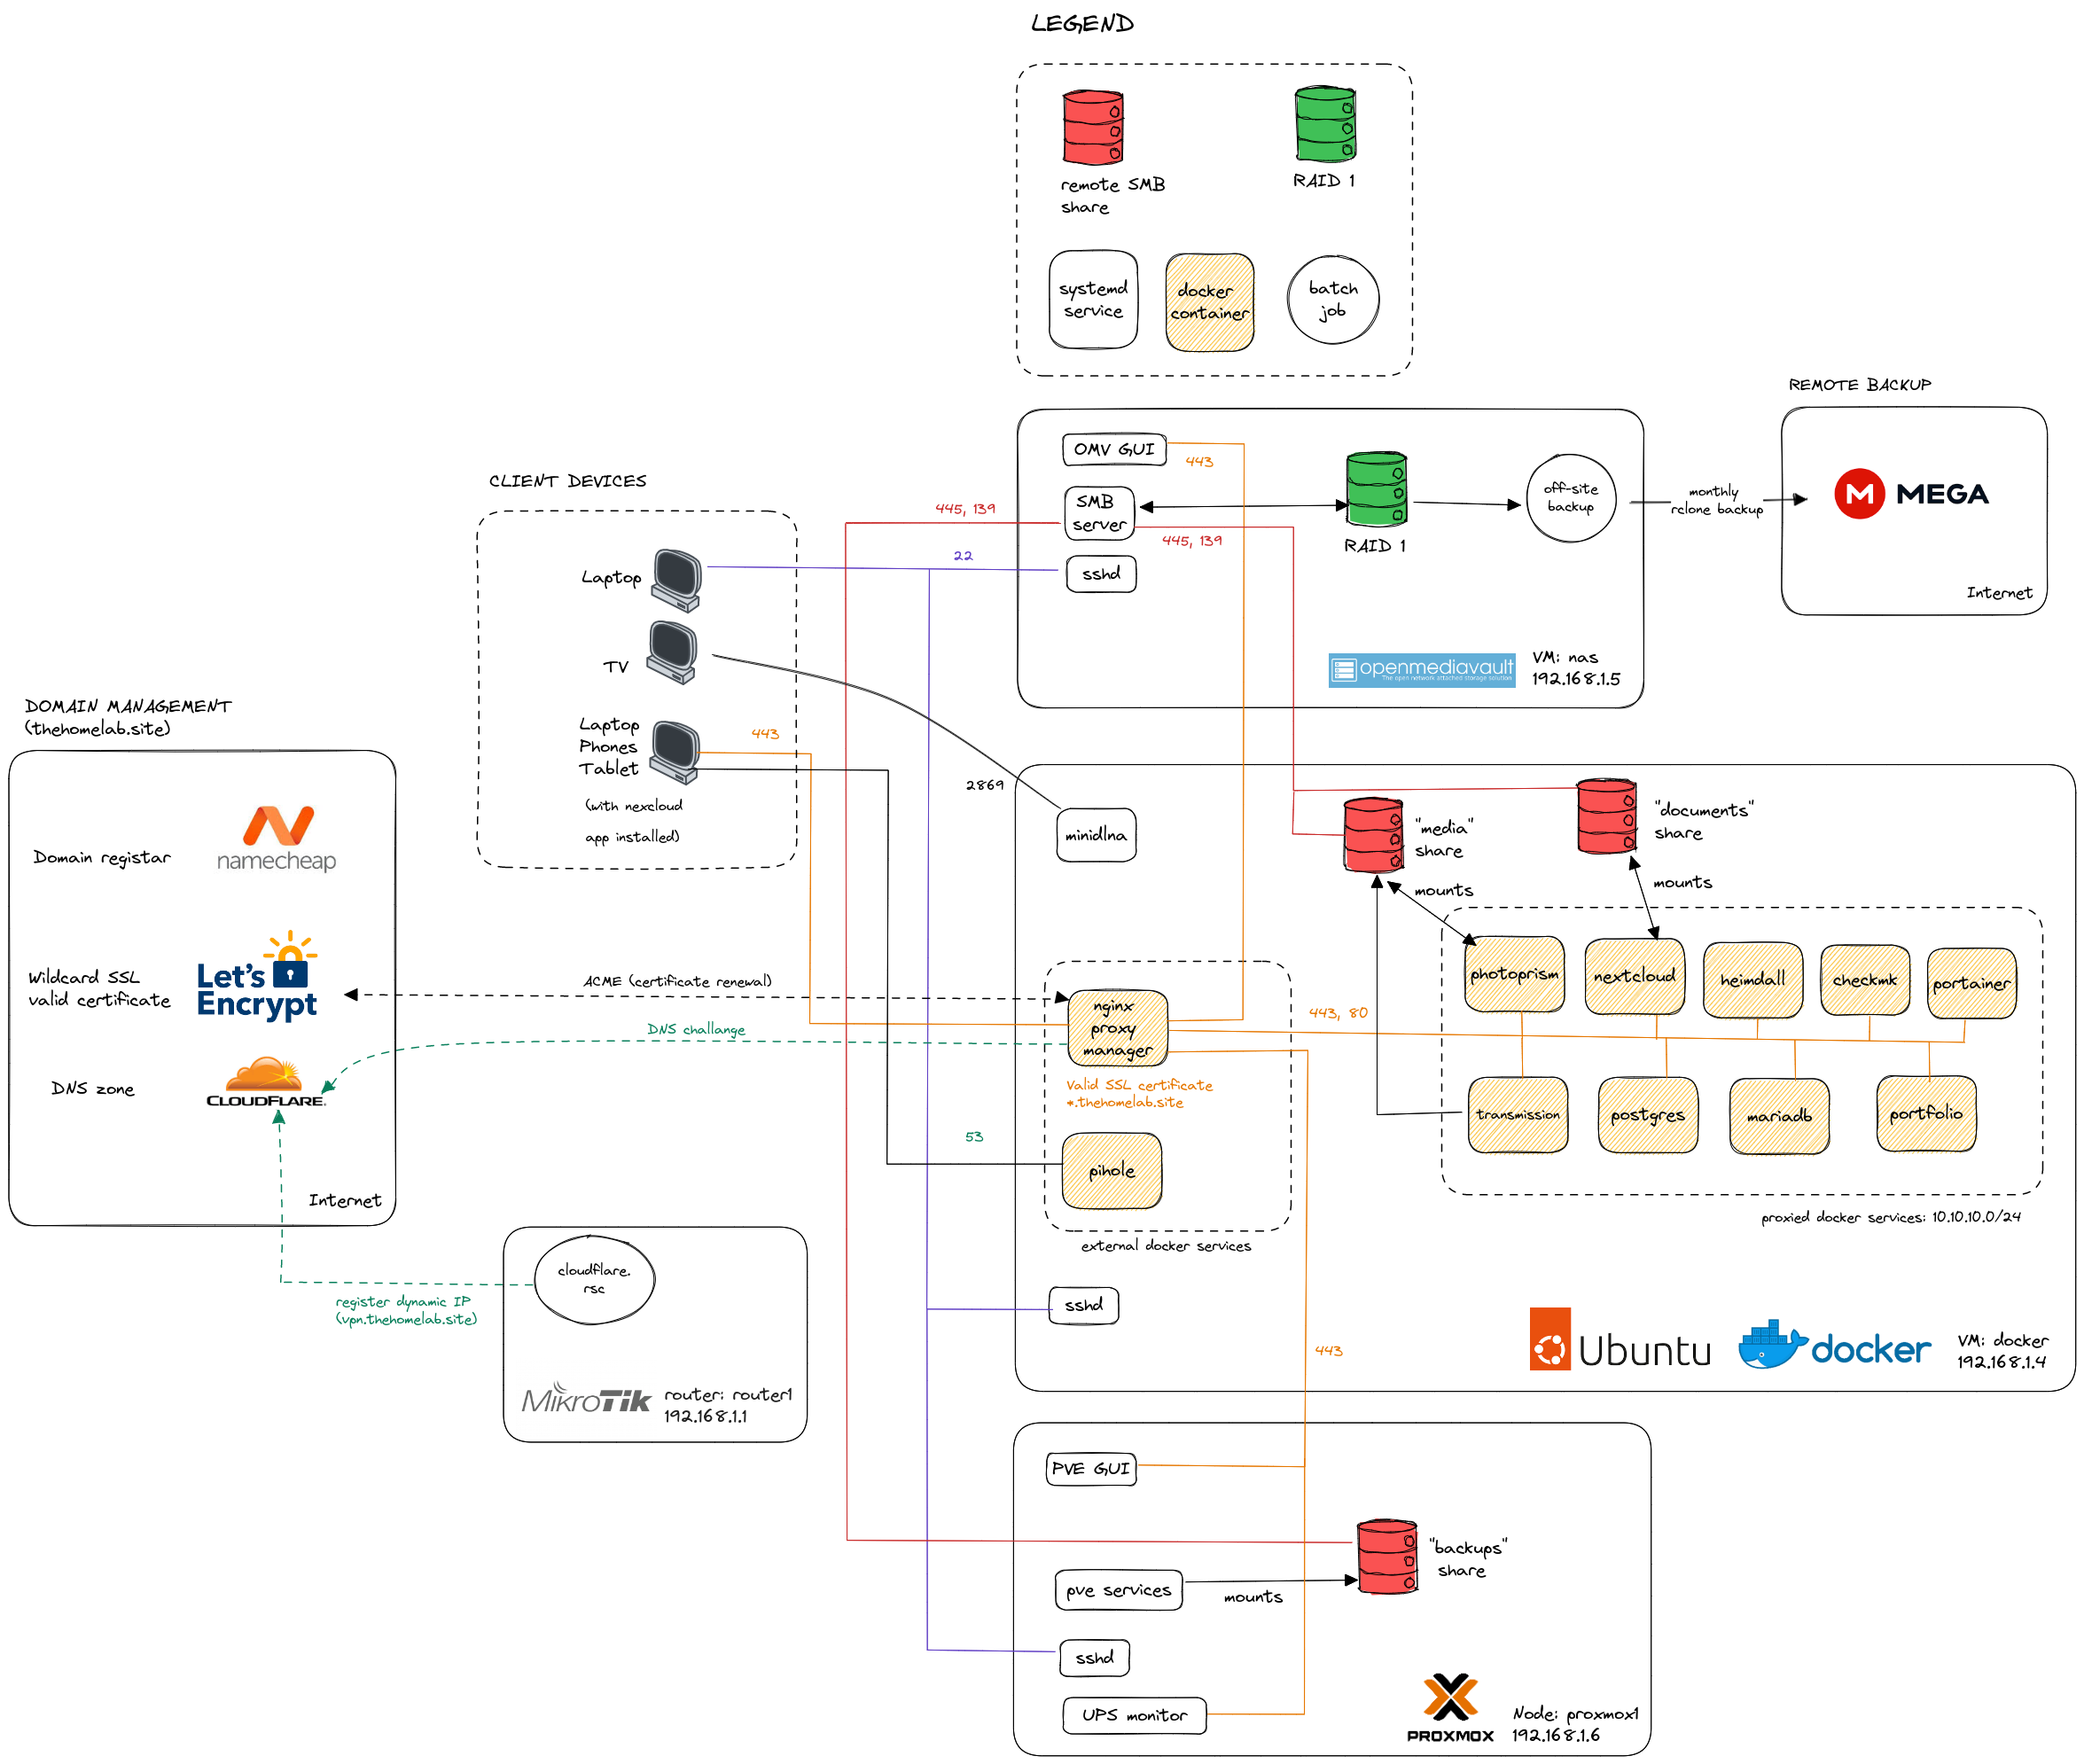 LEGEND
remote SMB
share
RAID 1
systemd
service
docker
container
batch
job
REMOTE BACKUP
OMV GUI
443
SMB
server
445, 139
445, 139
sshd
22
RAID 1
off-site
backup
monthly
rclone backup
MEGA
Internet
openmediavault
The open network attached storage solution
VM: nas
192.168.1.5
CLIENT DEVICES
Laptop
TV
Laptop
Phones
Tablet
(with nexcloud
app installed)
443
2869
DOMAIN MANAGEMENT
(thehomelab.site)
Domain registar
namecheap
Wildcard SSL
valid certificate
Let's
Encrypt
DNS zone
CLOUDFLARE
Internet
ACME (certificate renewal)
DNS challange
53
register dynamic IP
(vpn.thehomelab.site)
cloudflare.
rsc
MikroTik
router: router1
192.168.1.1
minidlna
"media"
share
"documents"
share
mounts
mounts
nginx
proxy
manager
443, 80
Valid SSL certificate
*.thehomelab.site
pihole
external docker services
photoprism
nextcloud
heimdall
checkmk
portainer
transmission
postgres
mariadb
portfolio
proxied docker services: 10.10.10.0/24
sshd
443
Ubuntu
docker
VM: docker
192.168.1.4
PVE GUI
"backups"
share
pve services
mounts
sshd
UPS monitor
PROXMOX
Node: proxmox1
192.168.1.6